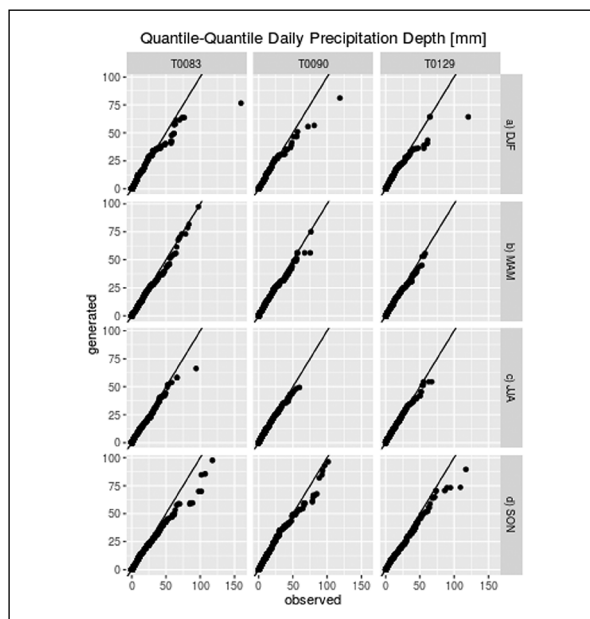 Quantile-Quantile Daily Precipitation Depth [mm]
T0083 T0090 T0129
100
75
50
25
0
a) DJF
100
75
50
25
0
b) MAM
100
75
50
25
0
c) JJA
100
75
50
25
0
d) SON
generated
0 50 100 150 0 50 100 150 0 50 100 150
observed